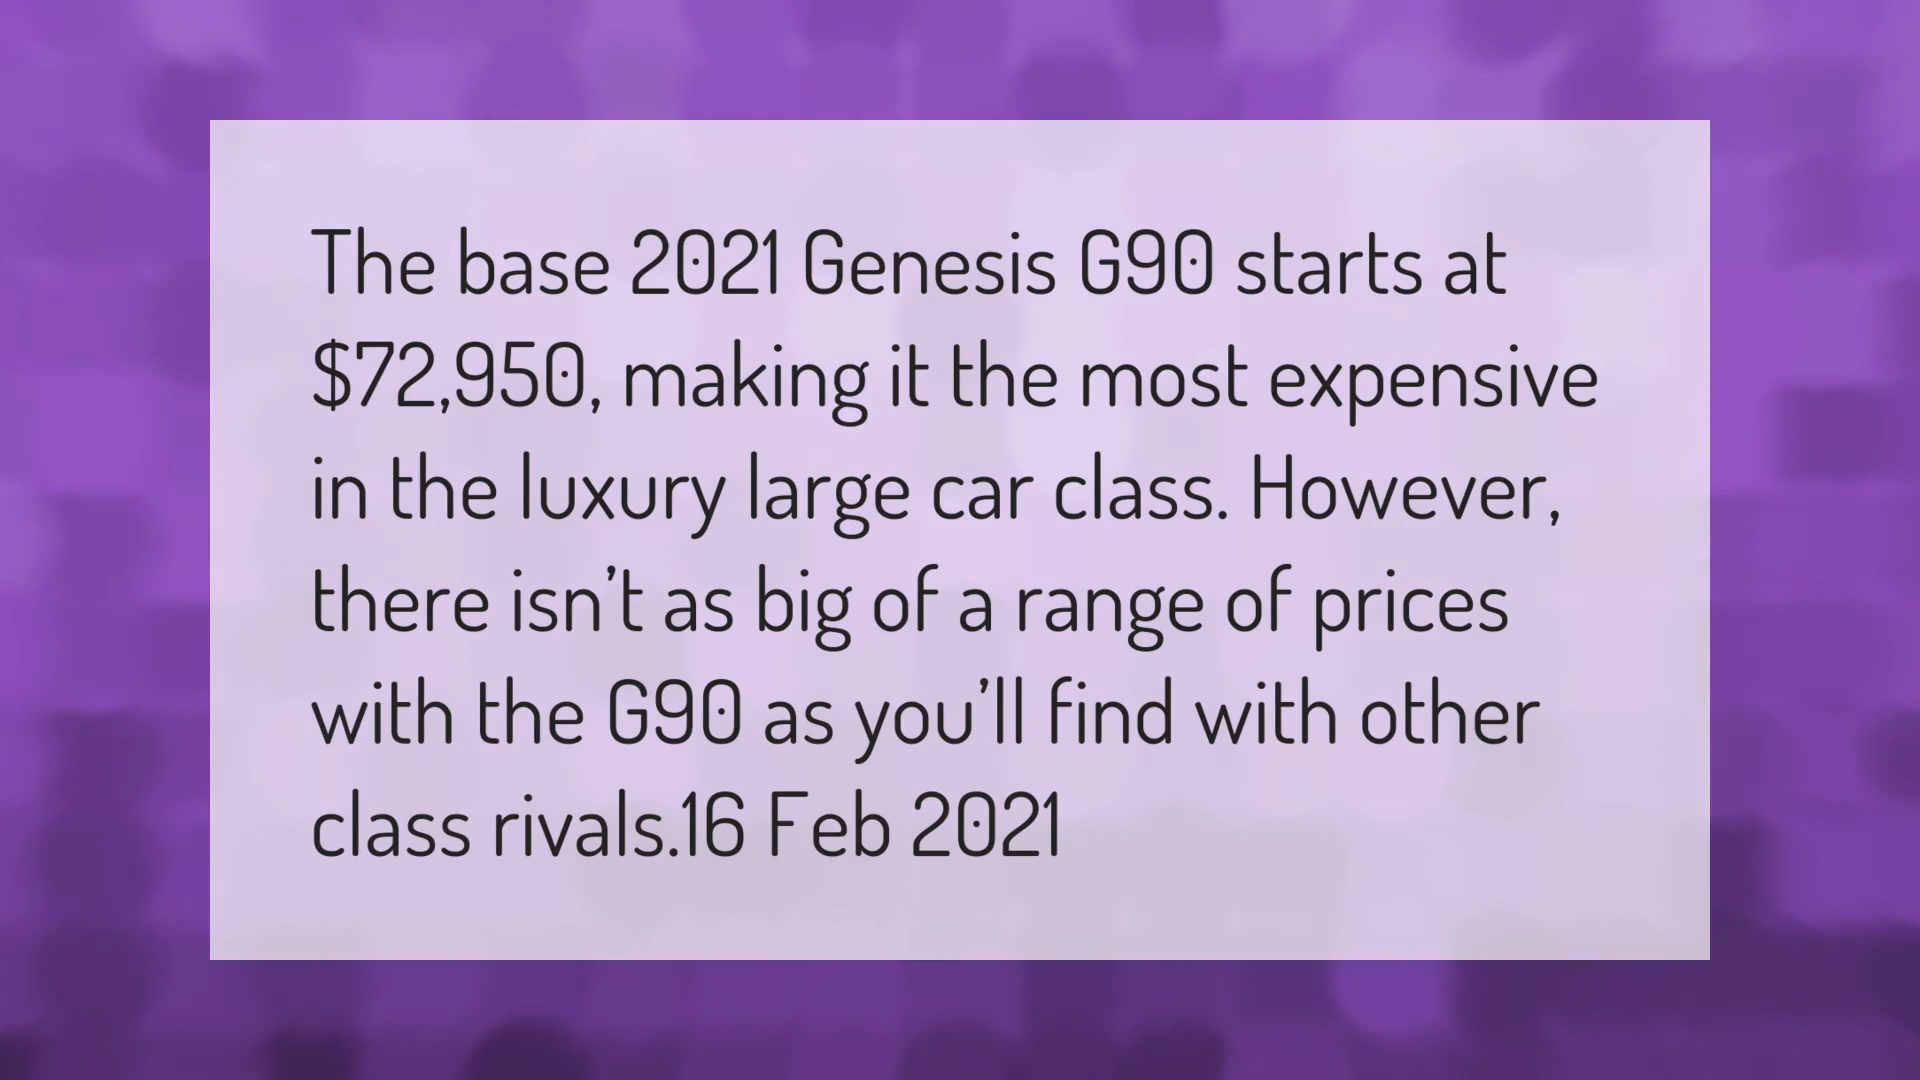 The base 2021 Genesis G90 starts at
$72,950, making it the most expensive
in the luxury large car class. However,
there isn’t as big of a range of prices
with the G90 as you’ll find with other
class rivals.16 Feb 2021